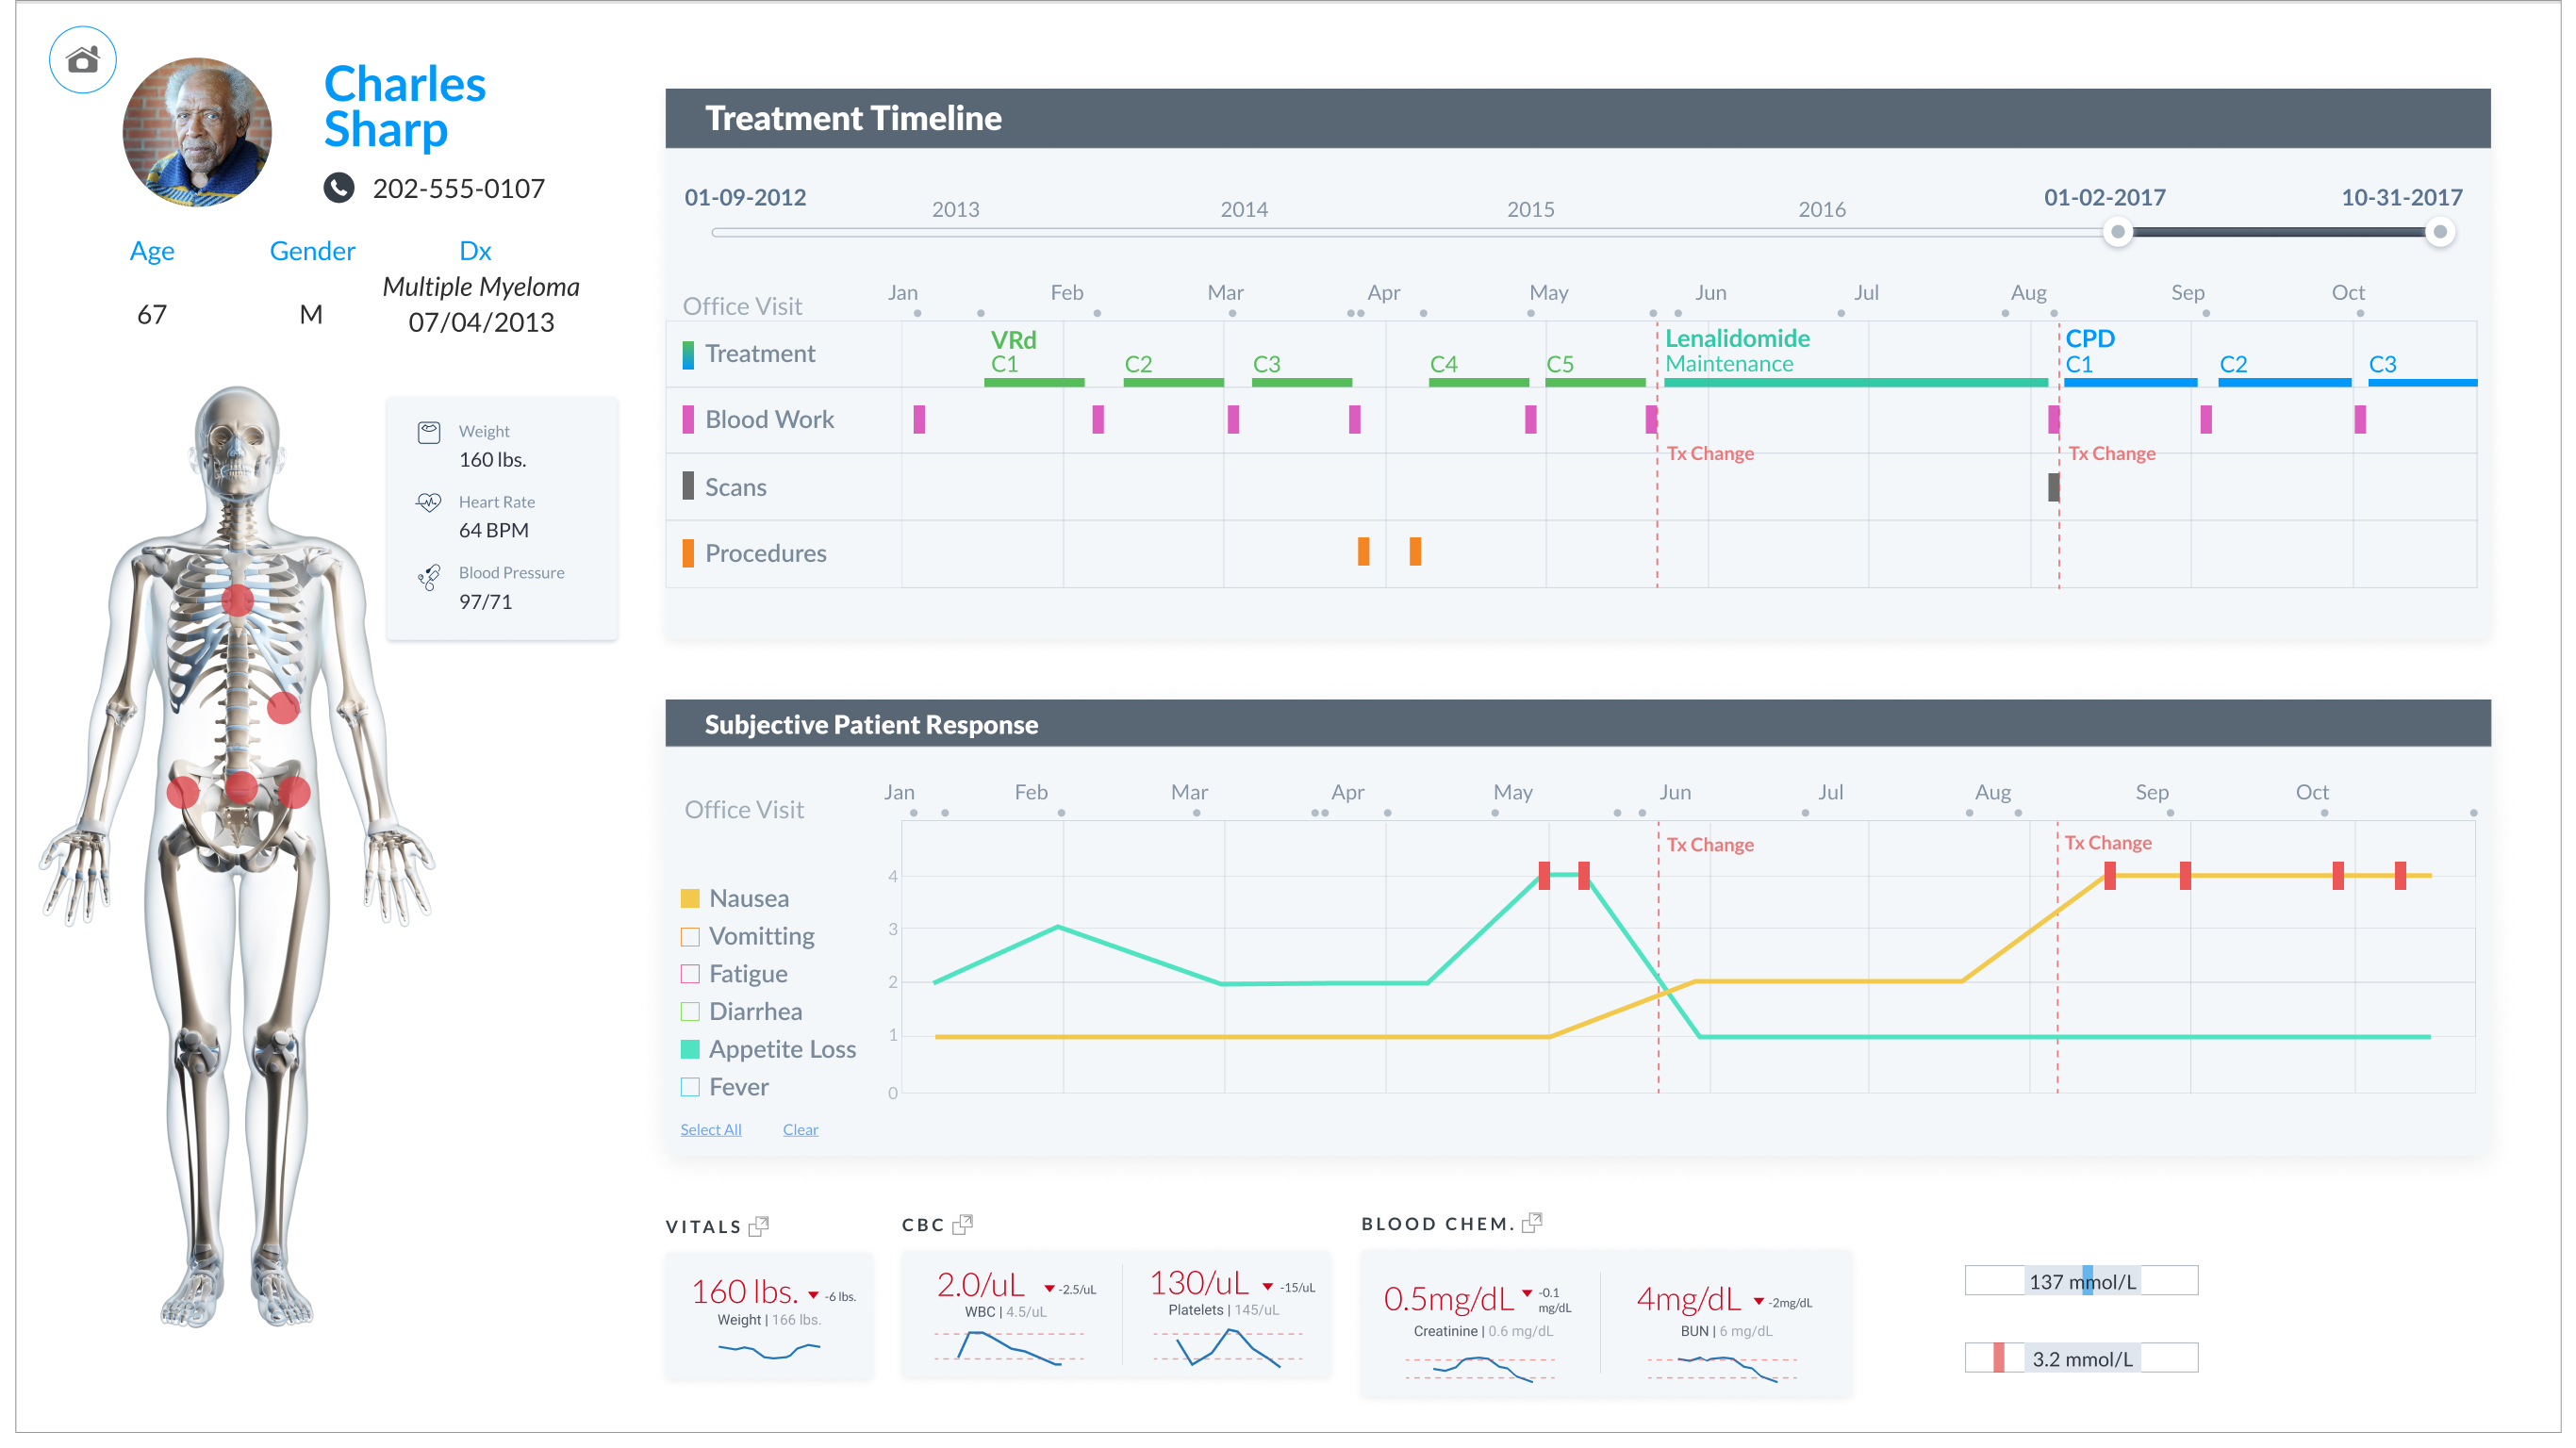 Charles
Sharp
202-555-0107
Age
Gender
Dx
67
M
Multiple Myeloma
07/04/2013
Weight
160 lbs.
Heart Rate
64 BPM
Blood Pressure
97/71
Treatment Timeline
01-09-2012
2013
2014
2015
2016
01-02-2017
10-31-2017
Office Visit
Jan
Feb
Mar
Apr
May
Jun
Jul
Aug
Sep
Oct
Treatment
VRd
C1
C2
C3
C4
C5
Lenalidomide
Maintenance
CPD
C1
C2
C3
Blood Work
Tx Change
Tx Change
Scans
Procedures
Subjective Patient Response
Office Visit
Jan
Feb
Mar
Apr
May
Jun
Jul
Aug
Sep
Oct
Tx Change
Tx Change
4
3
2
1
0
Nausea
Vomitting
Fatigue
Diarrhea
Appetite Loss
Fever
Select All
Clear
VITALS
160 lbs.
-6 lbs.
Weight | 166 lbs.
CBC
2.0/uL
-2.5/uL
WBC | 4.5/uL
130/uL
-15/uL
Platelets | 145/uL
BLOOD CHEM.
0.5mg/dL
-0.1
mg/dL
Creatinine | 0.6 mg/dL
4mg/dL
-2mg/dL
BUN | 6 mg/dL
137 mmol/L
3.2 mmol/L